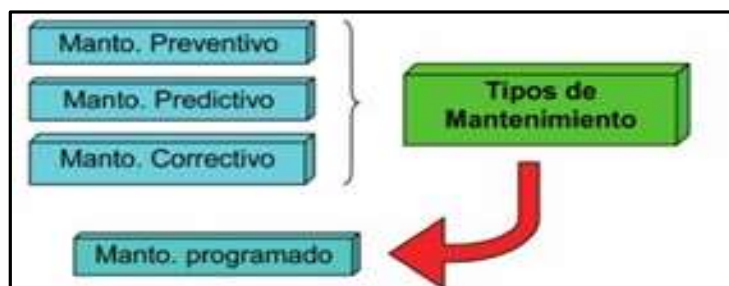 Manto. Preventivo
Manto. Predictivo
Manto. Correctivo
Tipos de
Mantenimiento
Manto. programado